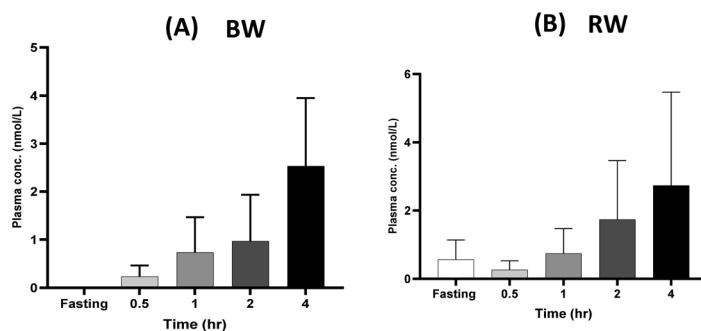 (A) BW
Plasma conc. (nmol/L)
5
4
3
2
1
0
Fasting 0.5 1 2 4
Time (hr)
(B) RW
Plasma conc. (nmol/L)
6
4
2
0
Fasting 0.5 1 2 4
Time (hr)